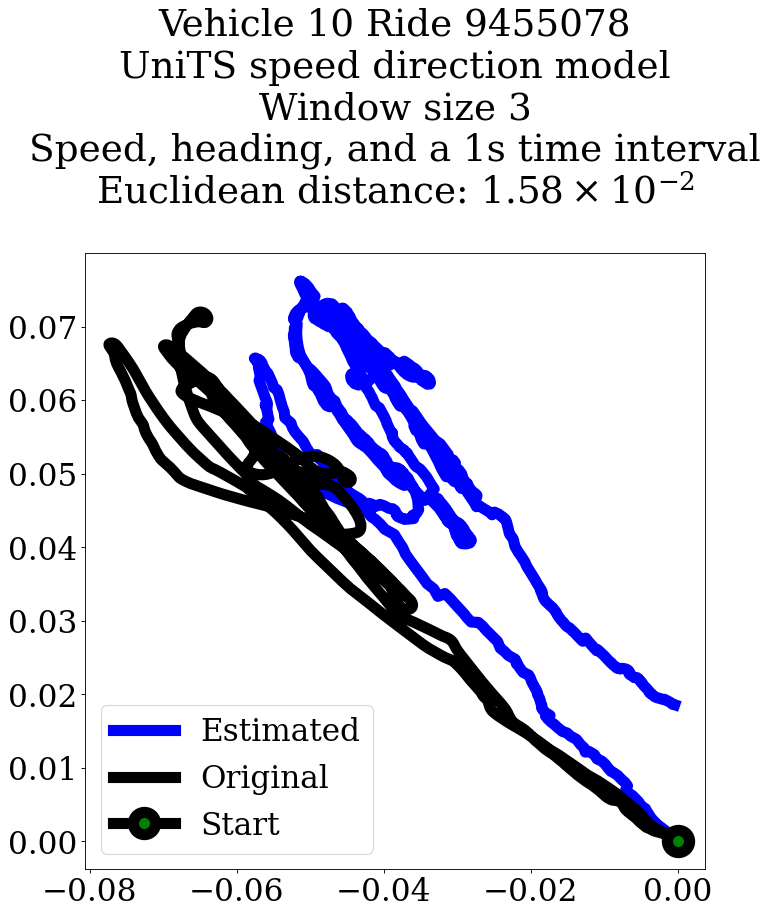 Vehicle 10 Ride 9455078
UniTS speed direction model
Window size 3
Speed, heading, and a 1s time interval
Euclidean distance: 1.58 × 10⁻²
0.07
0.06
0.05
0.04
0.03
0.02
0.01
0.00
Estimated
Original
Start
−0.08 −0.06 −0.04 −0.02 0.00